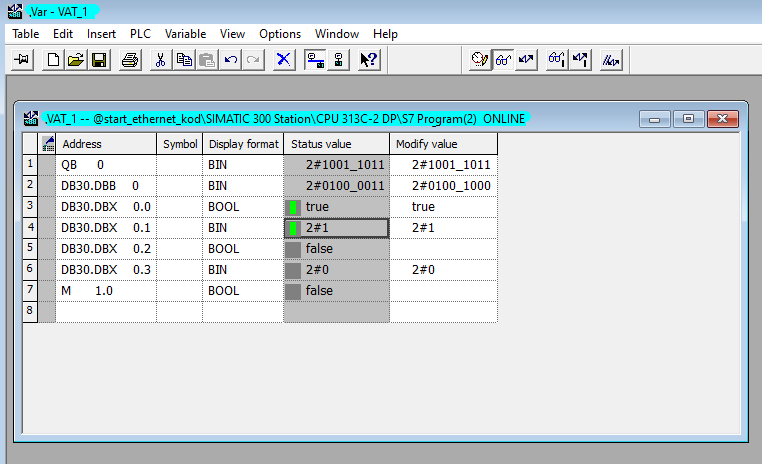 Var - VAT_1
Table Edit Insert PLC Variable View Options Window Help
VAT_1 -- @start_ethernet_kod\SIMATIC 300 Station\CPU 313C-2 DP\S7 Program(2) ONLINE
Address Symbol Display format Status value Modify value
1 QB 0 BIN 2#1001_1011 2#1001_1011
2 DB30.DBB 0 BIN 2#0100_0011 2#0100_1000
3 DB30.DBX 0.0 BOOL true true
4 DB30.DBX 0.1 BIN 2#1 2#1
5 DB30.DBX 0.2 BOOL false
6 DB30.DBX 0.3 BIN 2#0 2#0
7 M 1.0 BOOL false
8